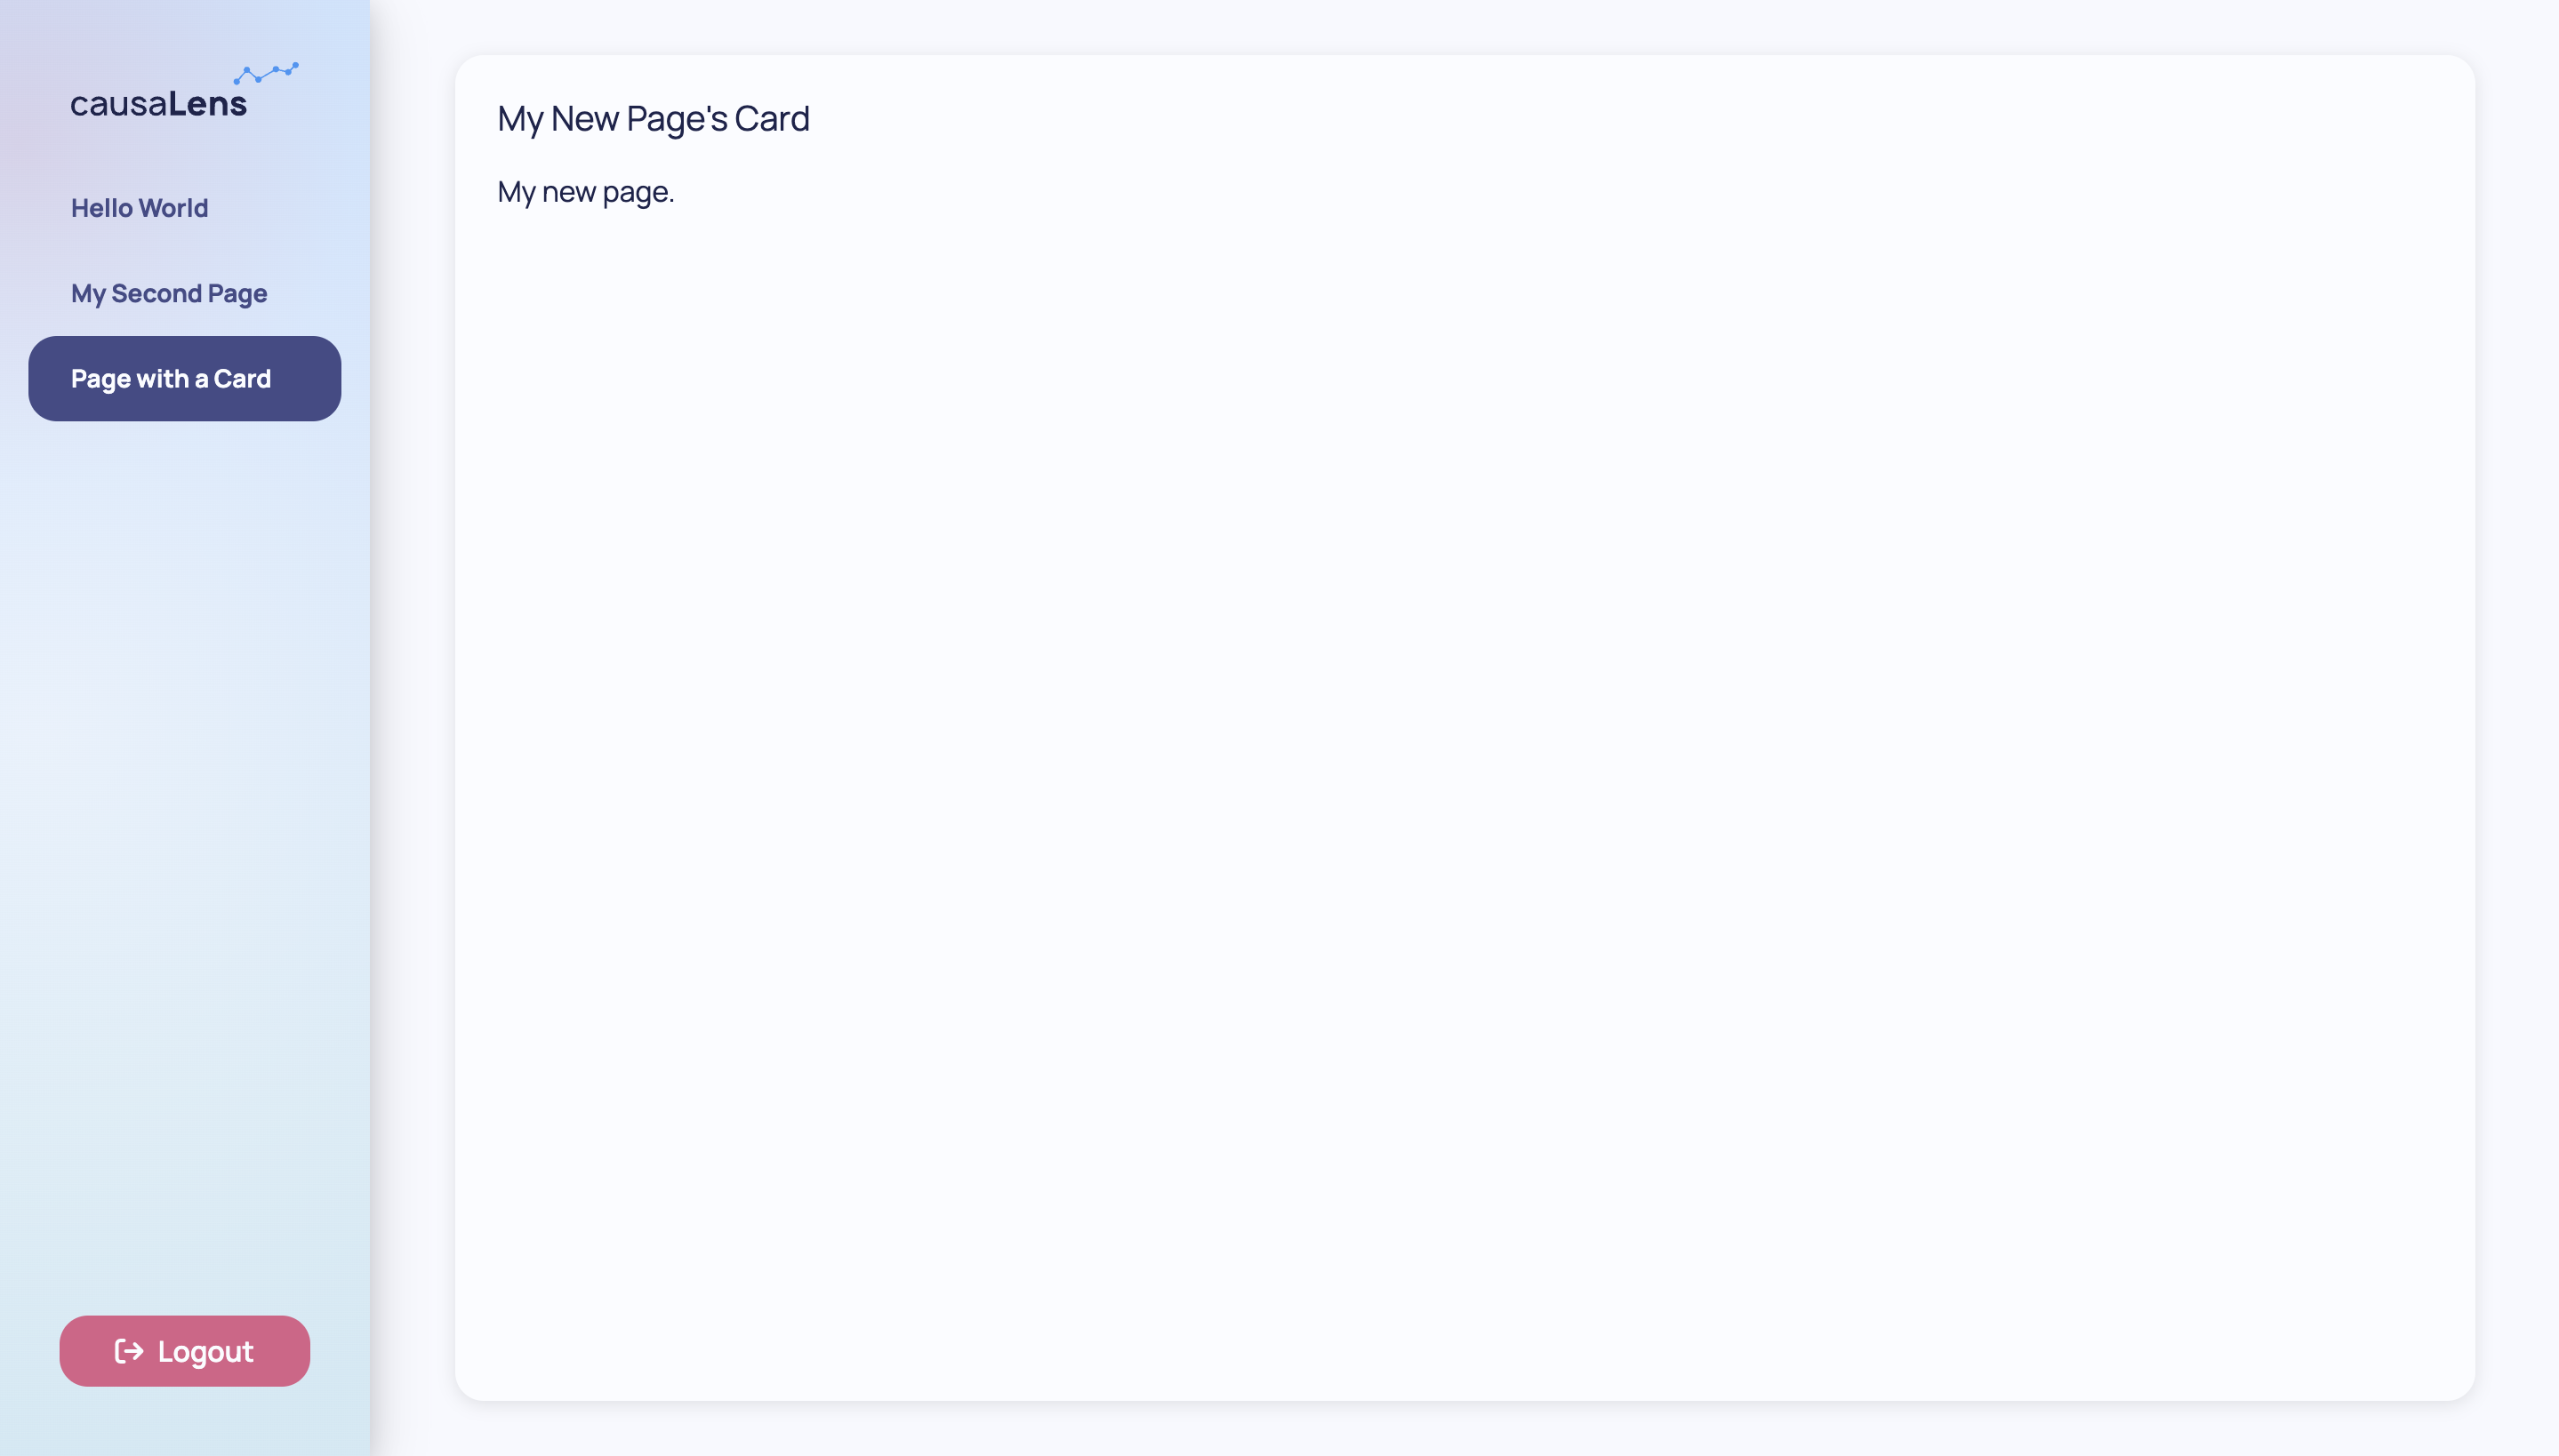 causaLens
Hello World
My Second Page
Page with a Card
Logout
My New Page's Card
My new page.